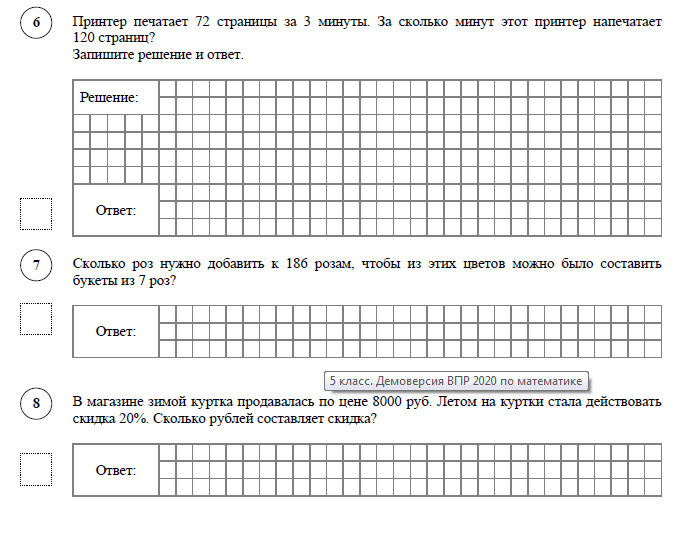 6
Принтер печатает 72 страницы за 3 минуты. За сколько минут этот принтер напечатает
120 страниц?
Запишите решение и ответ.
Решение:
Ответ:
7
Сколько роз нужно добавить к 186 розам, чтобы из этих цветов можно было составить
букеты из 7 роз?
Ответ:
5 класс. Демоверсия ВПР 2020 по математике
8
В магазине зимой куртка продавалась по цене 8000 руб. Летом на куртки стала действовать
скидка 20%. Сколько рублей составляет скидка?
Ответ: